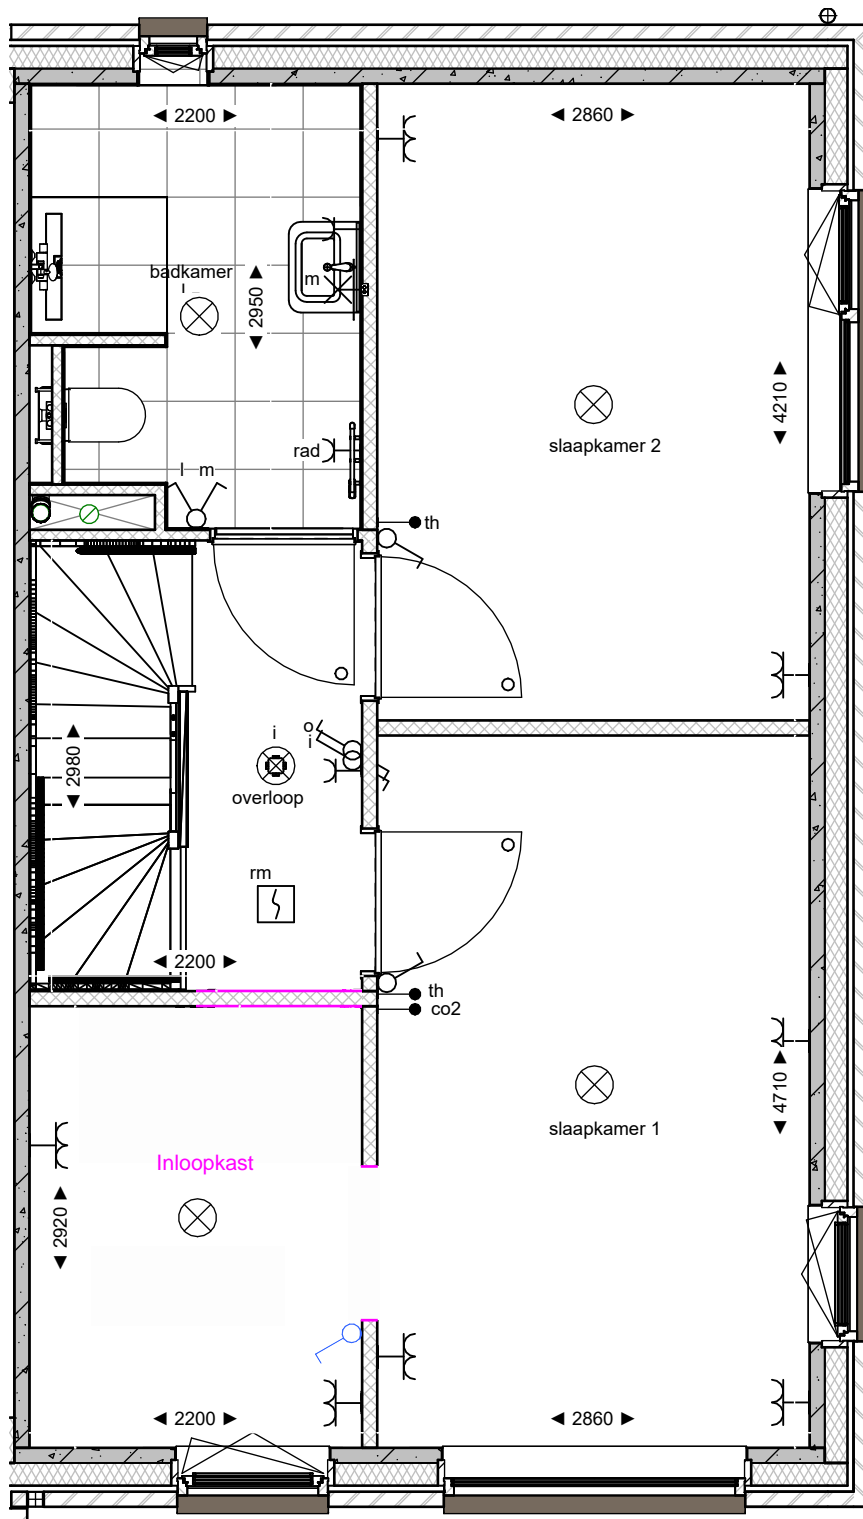 2200
2860
badkamer
l
m
2950
4210
slaapkamer 2
rad
l m
th
2980
i
o
i
overloop
rm
2200
th
co2
4710
slaapkamer 1
Inloopkast
2920
2200
2860